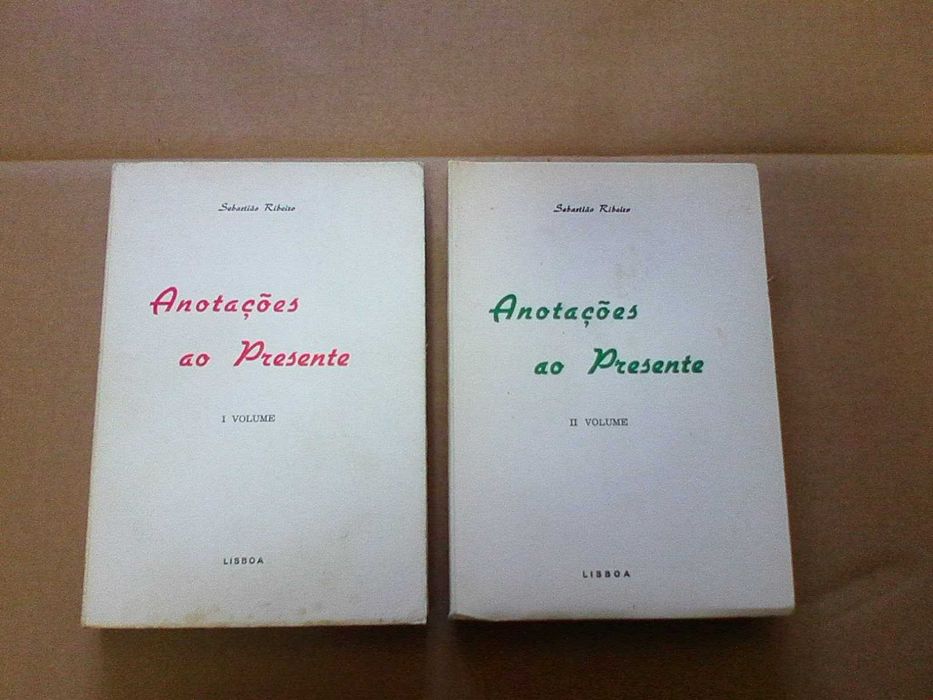 Sebastião Ribeiro
Anotações
ao Presente
I VOLUME
LISBOA
Sebastião Ribeiro
Anotações
ao Presente
II VOLUME
LISBOA